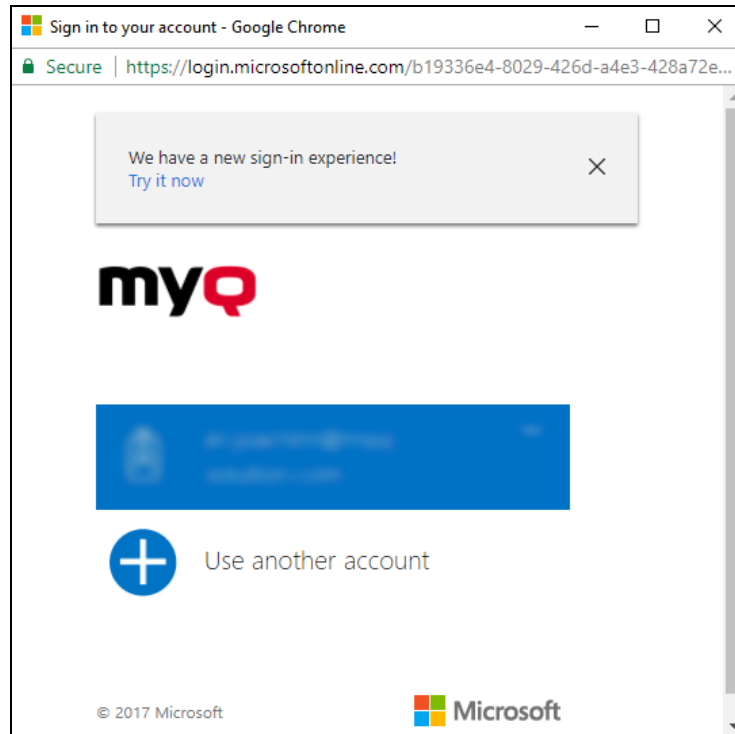 Sign in to your account - Google Chrome
Secure | https://login.microsoftonline.com/b19336e4-8029-426d-a4e3-428a72e...
We have a new sign-in experience!
Try it now
myQ
Use another account
© 2017 Microsoft
Microsoft